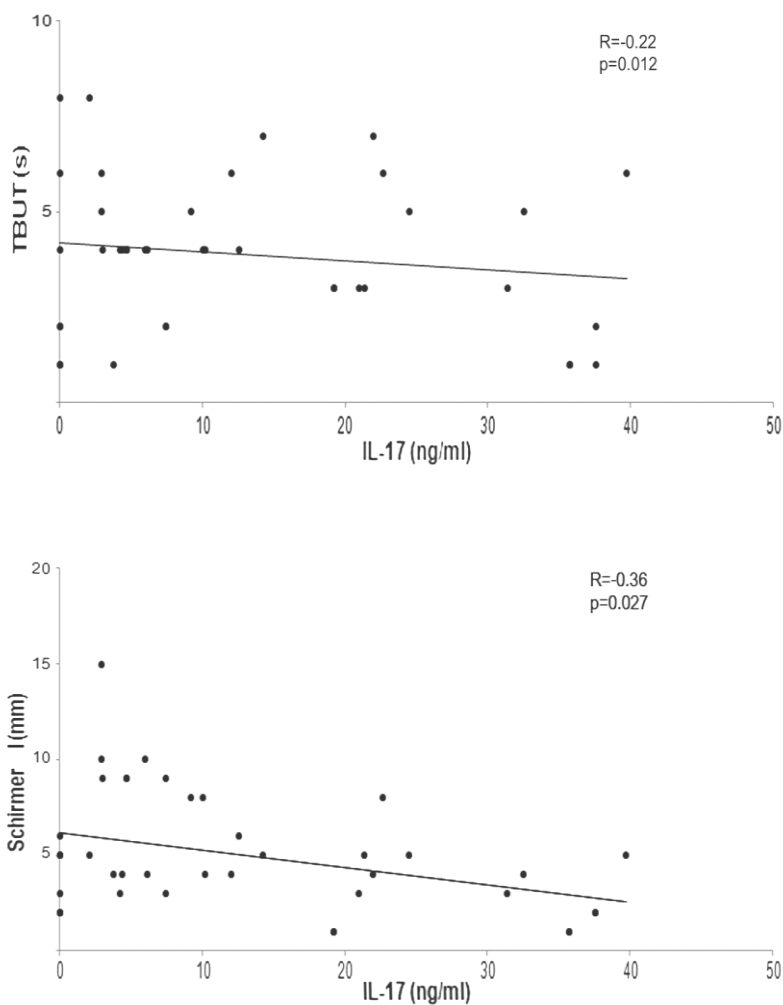 10
R=-0.22
p=0.012
TBUT (s)
5
0 10 20 30 40 50
IL-17 (ng/ml)
20
R=-0.36
p=0.027
15
Schirmer I (mm)
10
5
0 10 20 30 40 50
IL-17 (ng/ml)